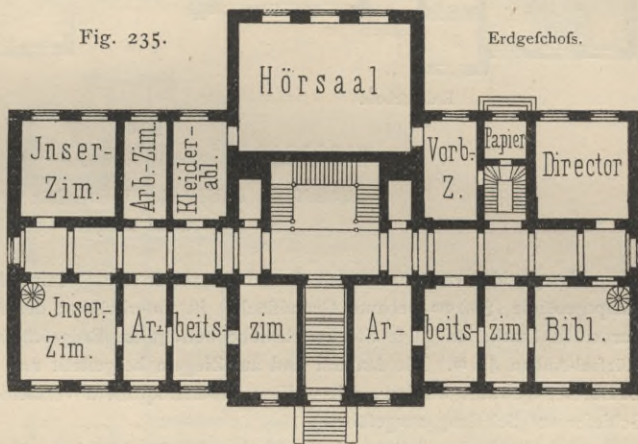 Fig. 235.
Erdgeſchoſs.
Hörsaal
Jnser-
Zim.
Arb.-Zim.
Kleider-
abl.
Vorb.-
Z.
Papier
Director
Jnser-
Zim.
Ar-
beits-
zim.
Ar-
beits-
zim
Bibl.